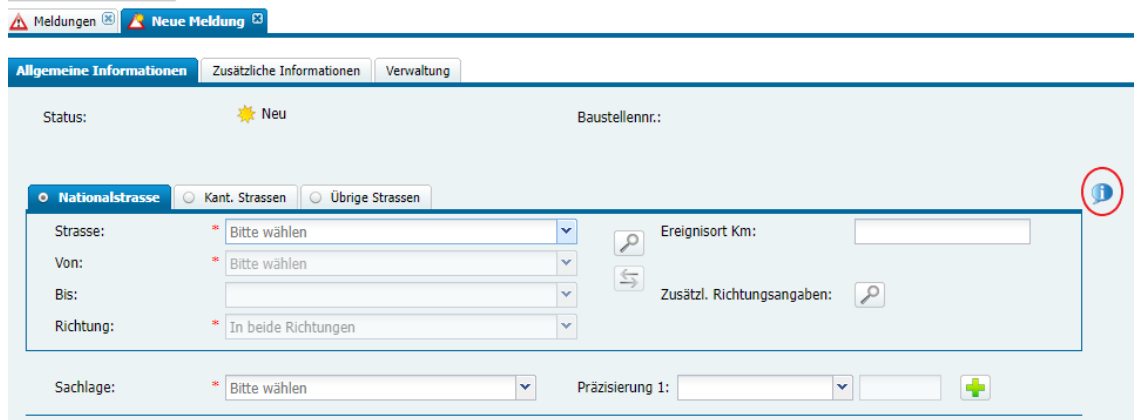 Meldungen Neue Meldung
Allgemeine Informationen Zusätzliche Informationen Verwaltung
Status: Neu Baustellennr.:
Nationalstrasse Kant. Strassen Übrige Strassen
Strasse: * Bitte wählen Ereignisort Km:
Von: * Bitte wählen
Bis: Zusätzl. Richtungsangaben:
Richtung: * In beide Richtungen
Sachlage: * Bitte wählen Präzisierung 1: